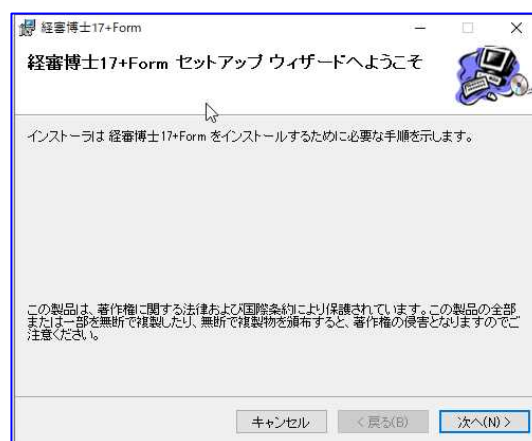 経審博士17+Form
経審博士17+Form セットアップ ウィザードへようこそ
インストーラは 経審博士17+Form をインストールするために必要な手順を示します。
この製品は、著作権に関する法律および国際条約により保護されています。この製品の全部
または一部を無断で複製したり、無断で複製物を頒布すると、著作権の侵害となりますのでご
注意ください。
キャンセル < 戻る(B) 次へ(N) >